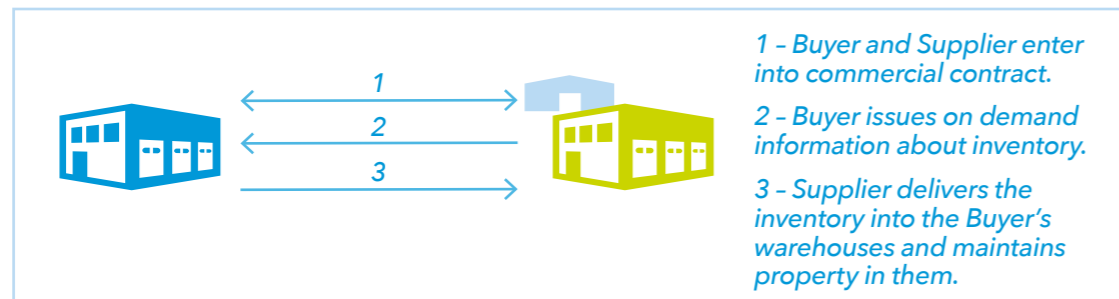 1
2
3
1 – Buyer and Supplier enter
into commercial contract.
2 – Buyer issues on demand
information about inventory.
3 – Supplier delivers the
inventory into the Buyer’s
warehouses and maintains
property in them.